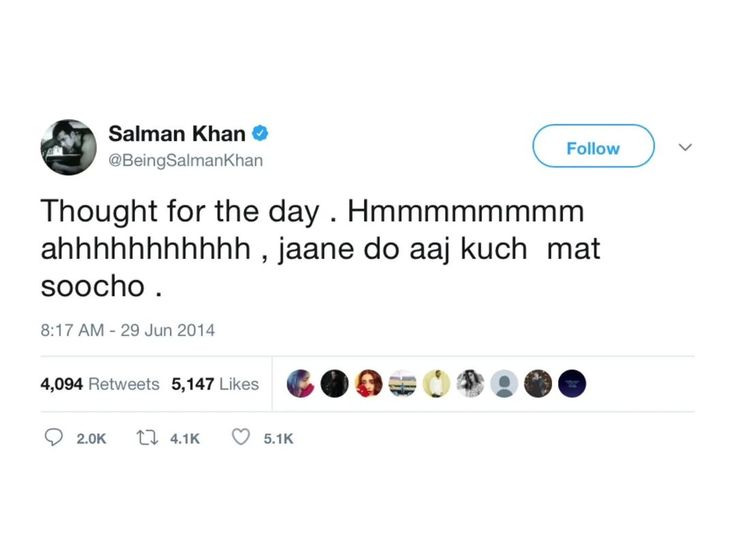 Salman Khan
@BeingSalmanKhan
Follow
Thought for the day . Hmmmmmmmm
ahhhhhhhhhhh , jaane do aaj kuch  mat
soocho .
8:17 AM - 29 Jun 2014
4,094 Retweets 5,147 Likes
2.0K 4.1K 5.1K